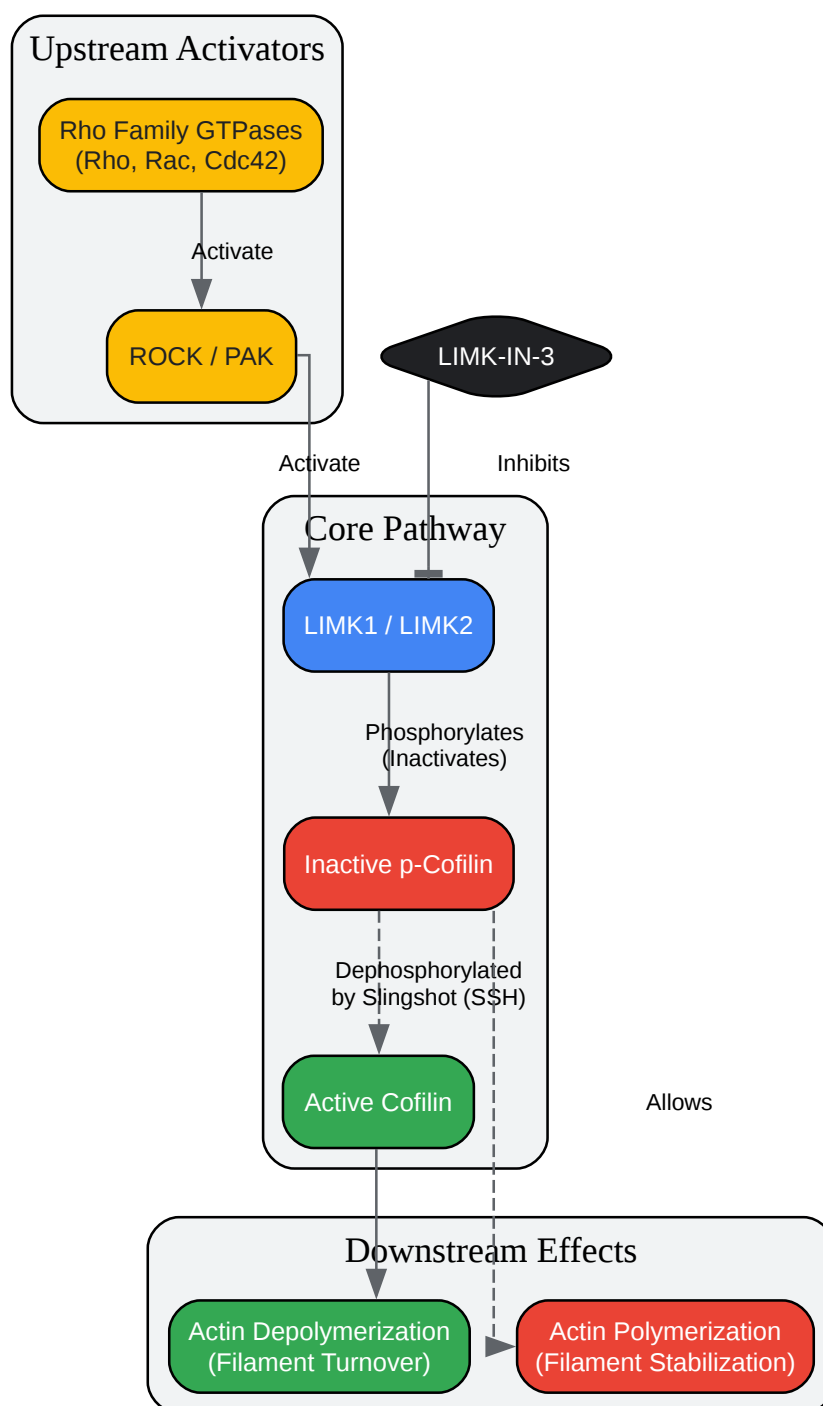 Upstream Activators
Rho Family GTPases
(Rho, Rac, Cdc42)
Activate
ROCK / PAK
LIMK-IN-3
Activate
Inhibits
Core Pathway
LIMK1 / LIMK2
Phosphorylates
(Inactivates)
Inactive p-Cofilin
Dephosphorylated
by Slingshot (SSH)
Active Cofilin
Allows
Downstream Effects
Actin Depolymerization
(Filament Turnover)
Actin Polymerization
(Filament Stabilization)